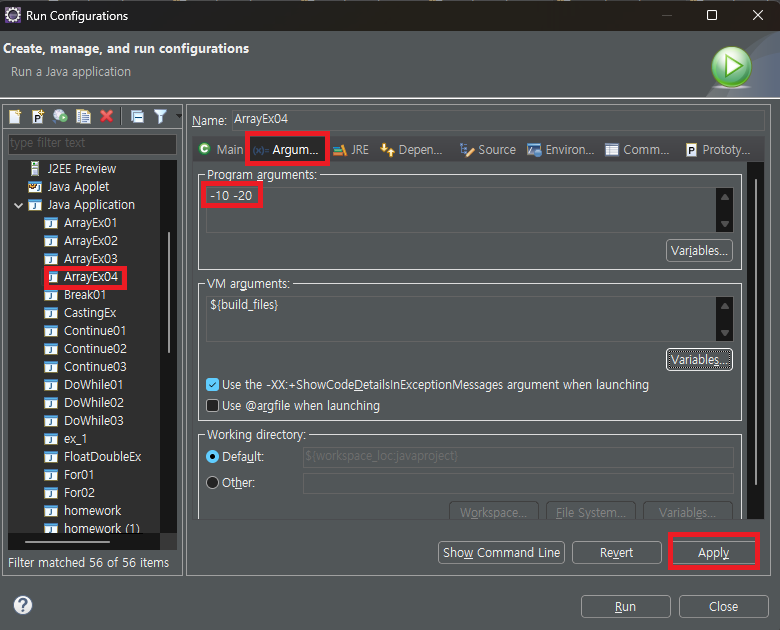 Run Configurations
Create, manage, and run configurations
Run a Java application
type filter text
J2EE Preview
Java Applet
Java Application
ArrayEx01
ArrayEx02
ArrayEx03
ArrayEx04
Break01
CastingEx
Continue01
Continue02
Continue03
DoWhile01
DoWhile02
DoWhile03
ex_1
FloatDoubleEx
For01
For02
homework
homework (1)
Filter matched 56 of 56 items
Name: ArrayEx04
Main (x)= Argum... JRE Depen... Source Environ... Comm... Prototy...
Program arguments:
-10 -20
Variables...
VM arguments:
${build_files}
Variables...
Use the -XX:+ShowCodeDetailsInExceptionMessages argument when launching
Use @argfile when launching
Working directory:
Default: ${workspace_loc:javaproject}
Other:
Workspace... File System... Variables...
Show Command Line Revert Apply
Run Close